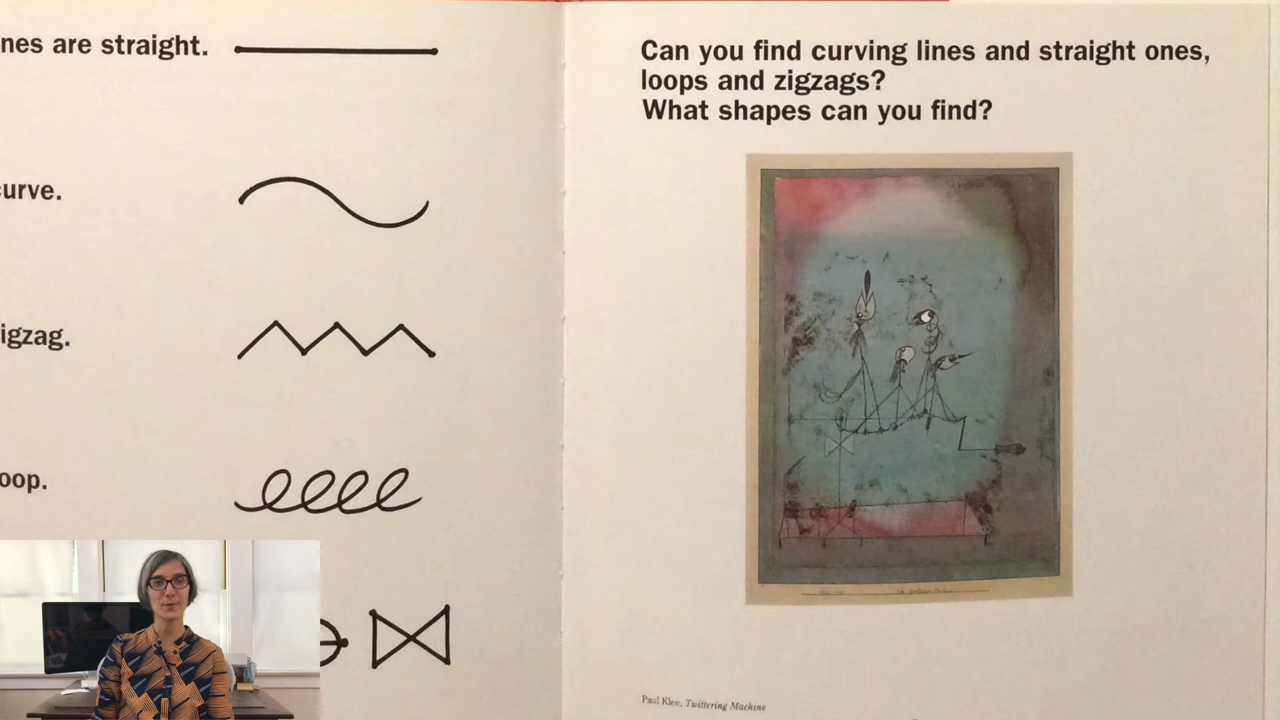 nes are straight.
urve.
igzag.
oop.
Can you find curving lines and straight ones,
loops and zigzags?
What shapes can you find?
Paul Klee, Twittering Machine